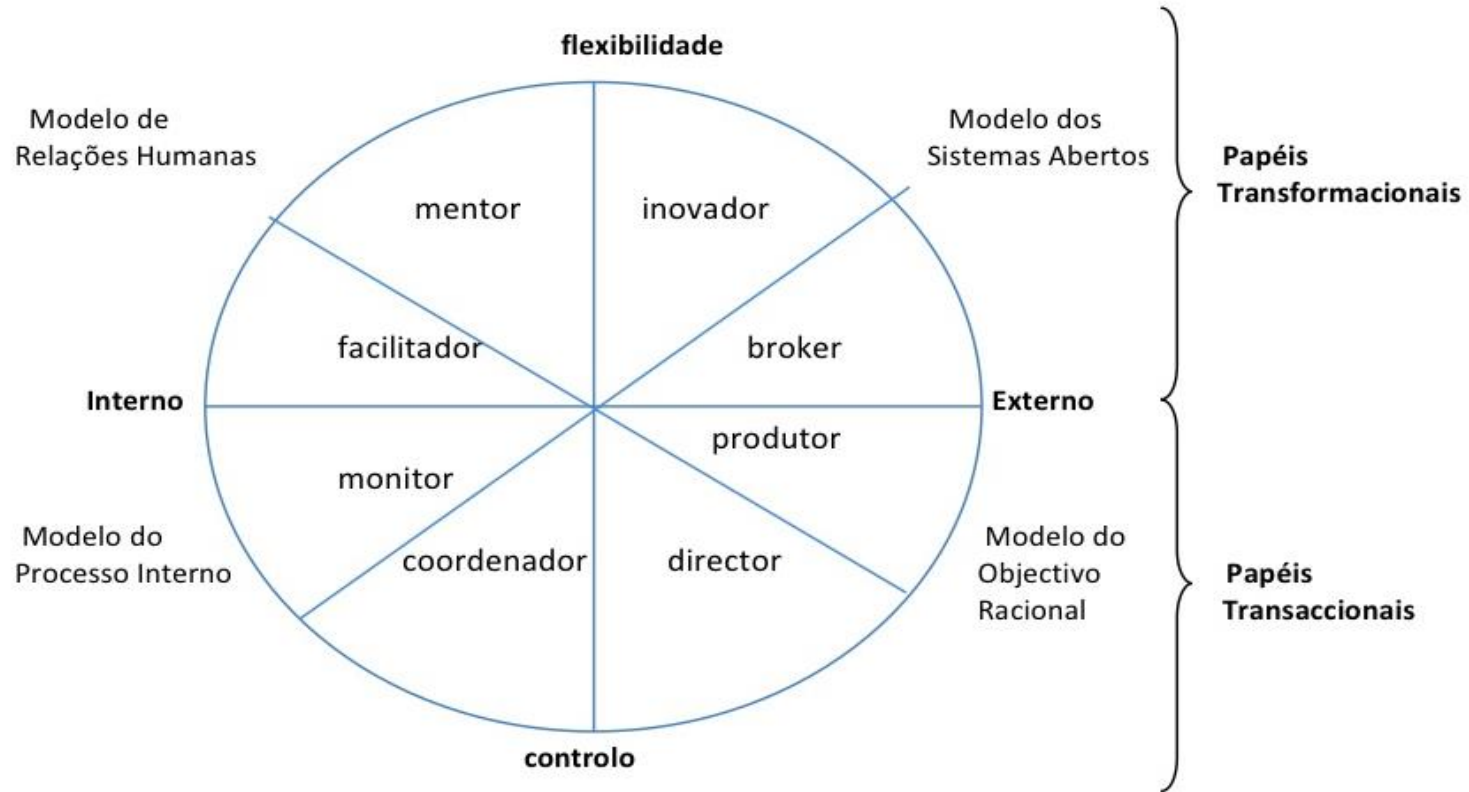 flexibilidade
Modelo de
Relações Humanas
Modelo dos
Sistemas Abertos
Papéis
Transformacionais
mentor
inovador
facilitador
broker
Interno
Externo
produtor
monitor
Modelo do
Processo Interno
coordenador
director
Modelo do
Objectivo
Racional
Papéis
Transaccionais
controlo